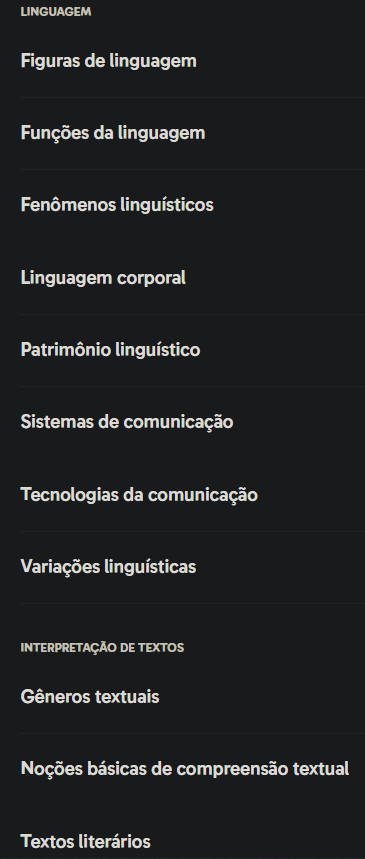 LINGUAGEM
Figuras de linguagem
Funções da linguagem
Fenômenos linguísticos
Linguagem corporal
Patrimônio linguístico
Sistemas de comunicação
Tecnologias da comunicação
Variações linguísticas
INTERPRETAÇÃO DE TEXTOS
Gêneros textuais
Noções básicas de compreensão textual
Textos literários